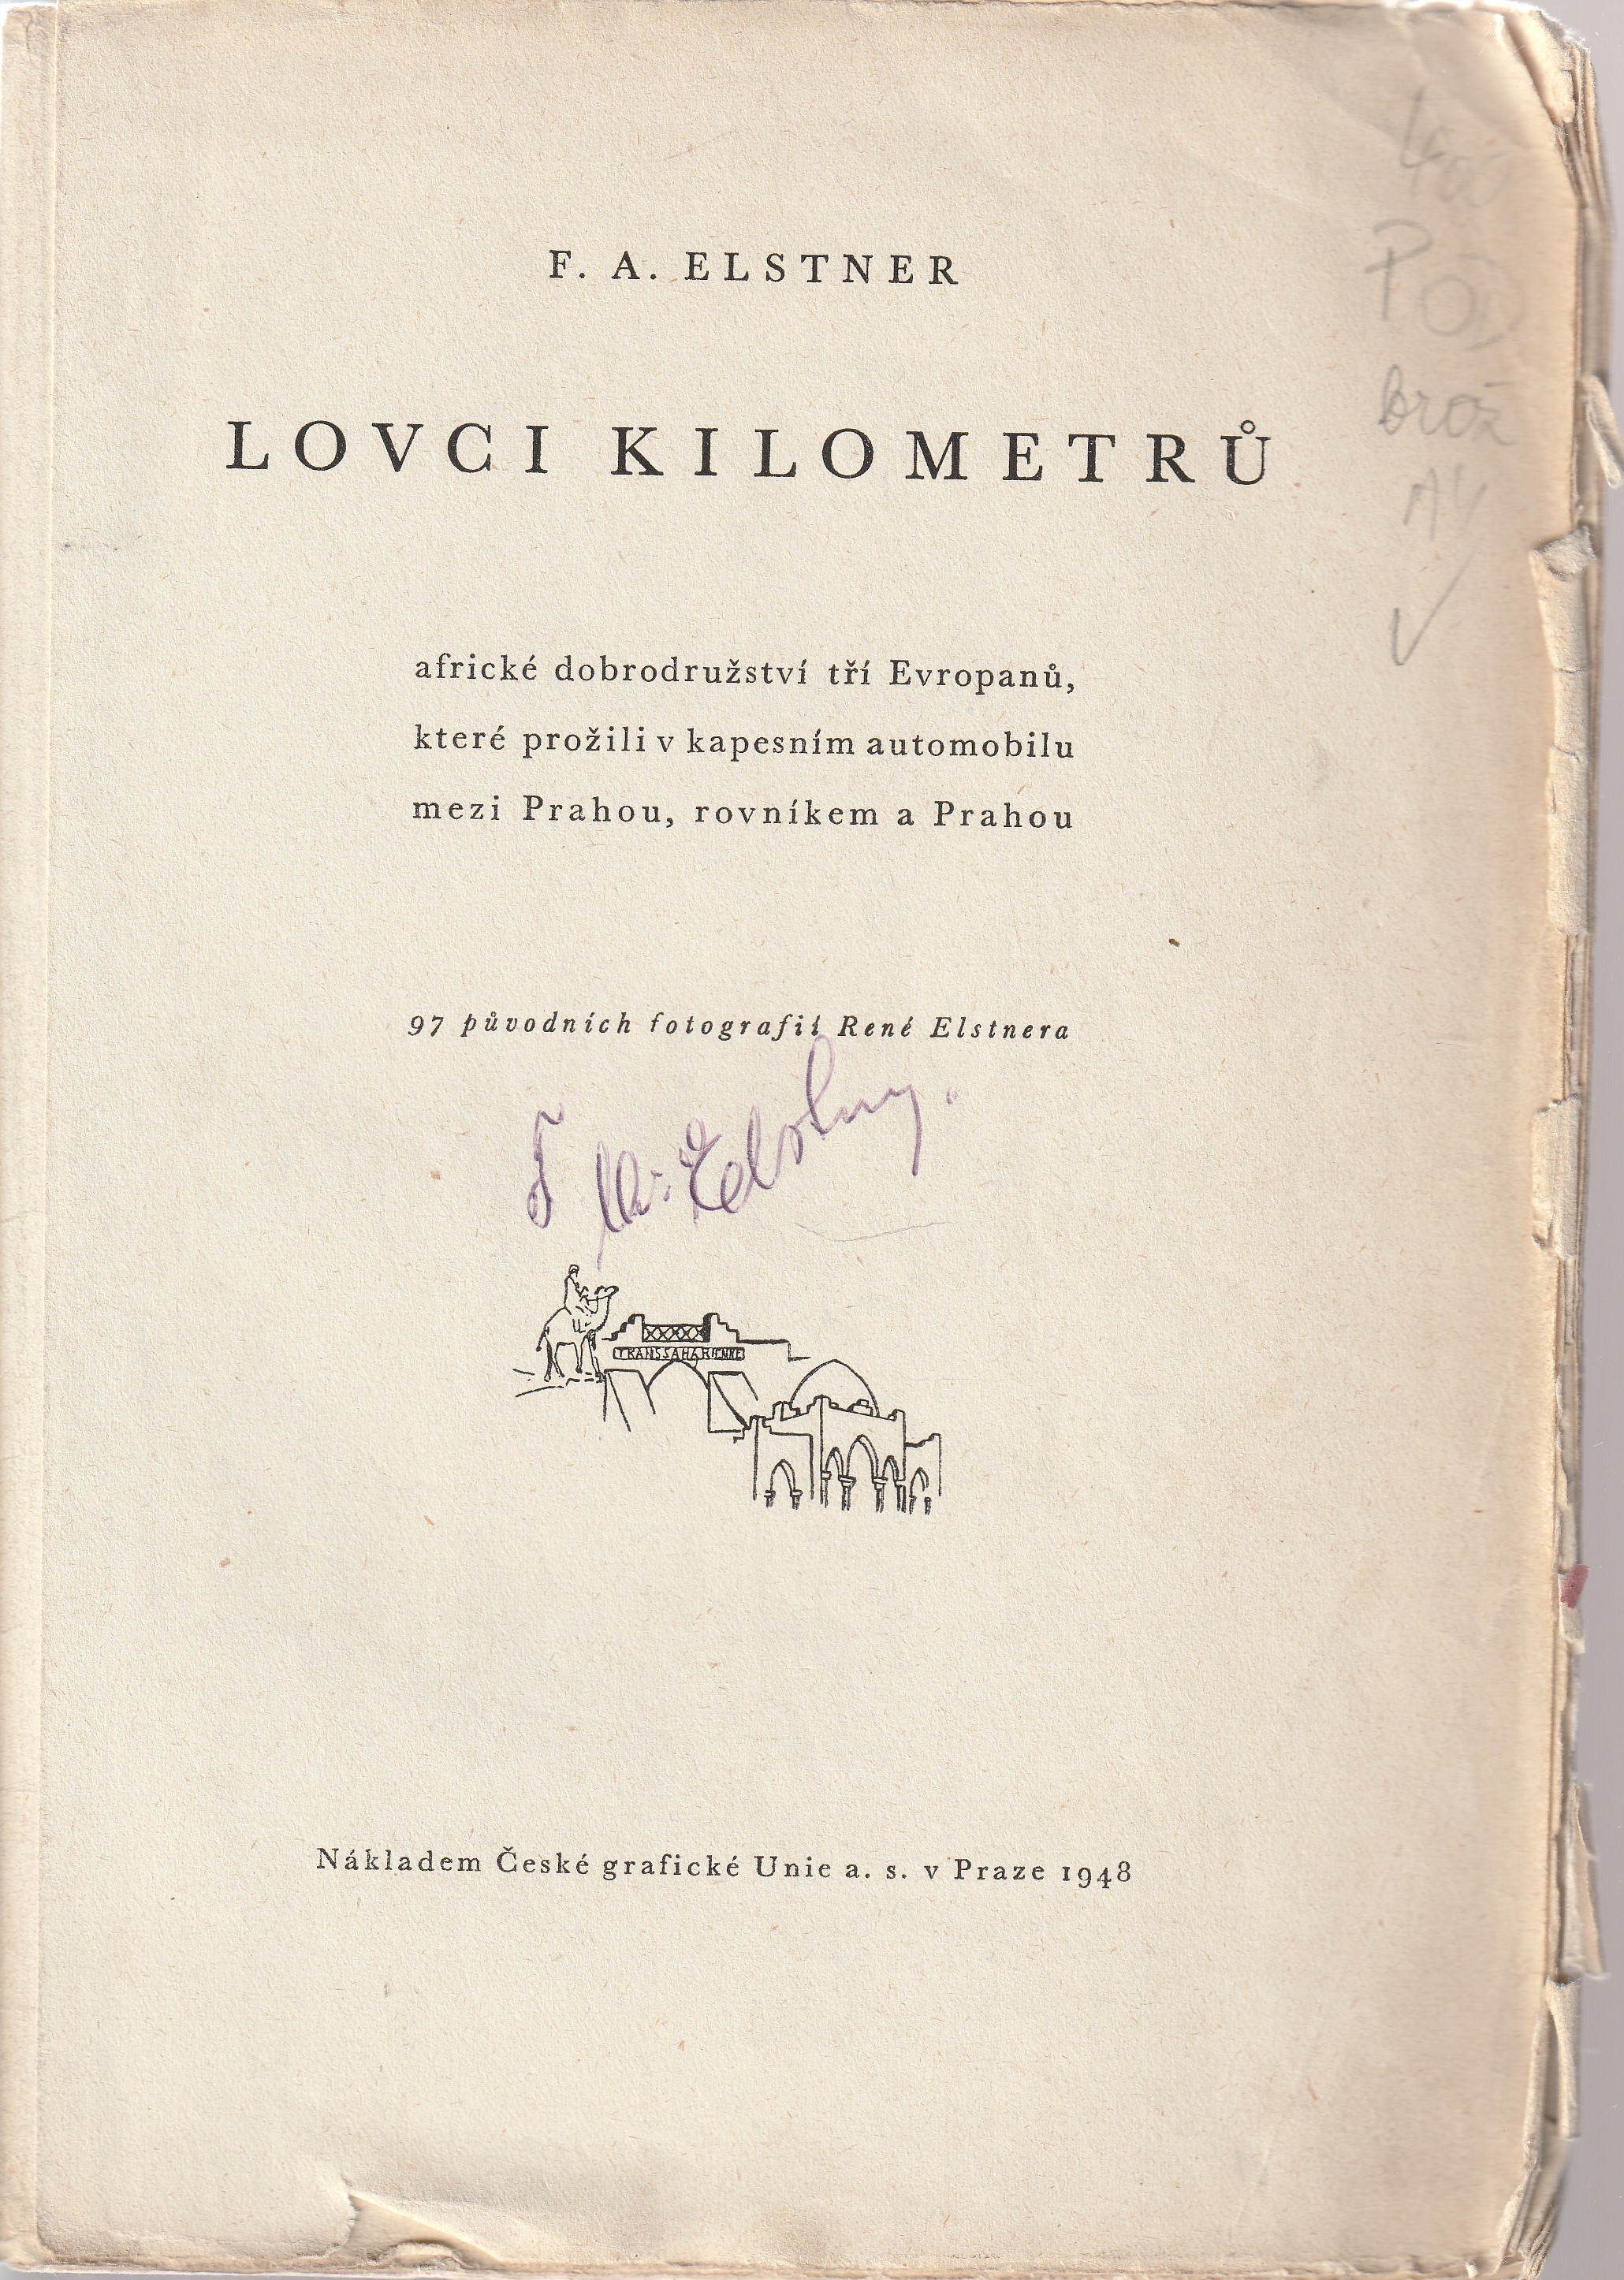 F. A. ELSTNER
LOVCI KILOMETRŮ
africké dobrodružství tří Evropanů,
které prožili v kapesním automobilu
mezi Prahou, rovníkem a Prahou
97 původních fotografií René Elstnera
TRANSSAHARIENNE
Nákladem České grafické Unie a. s. v Praze 1948
brož